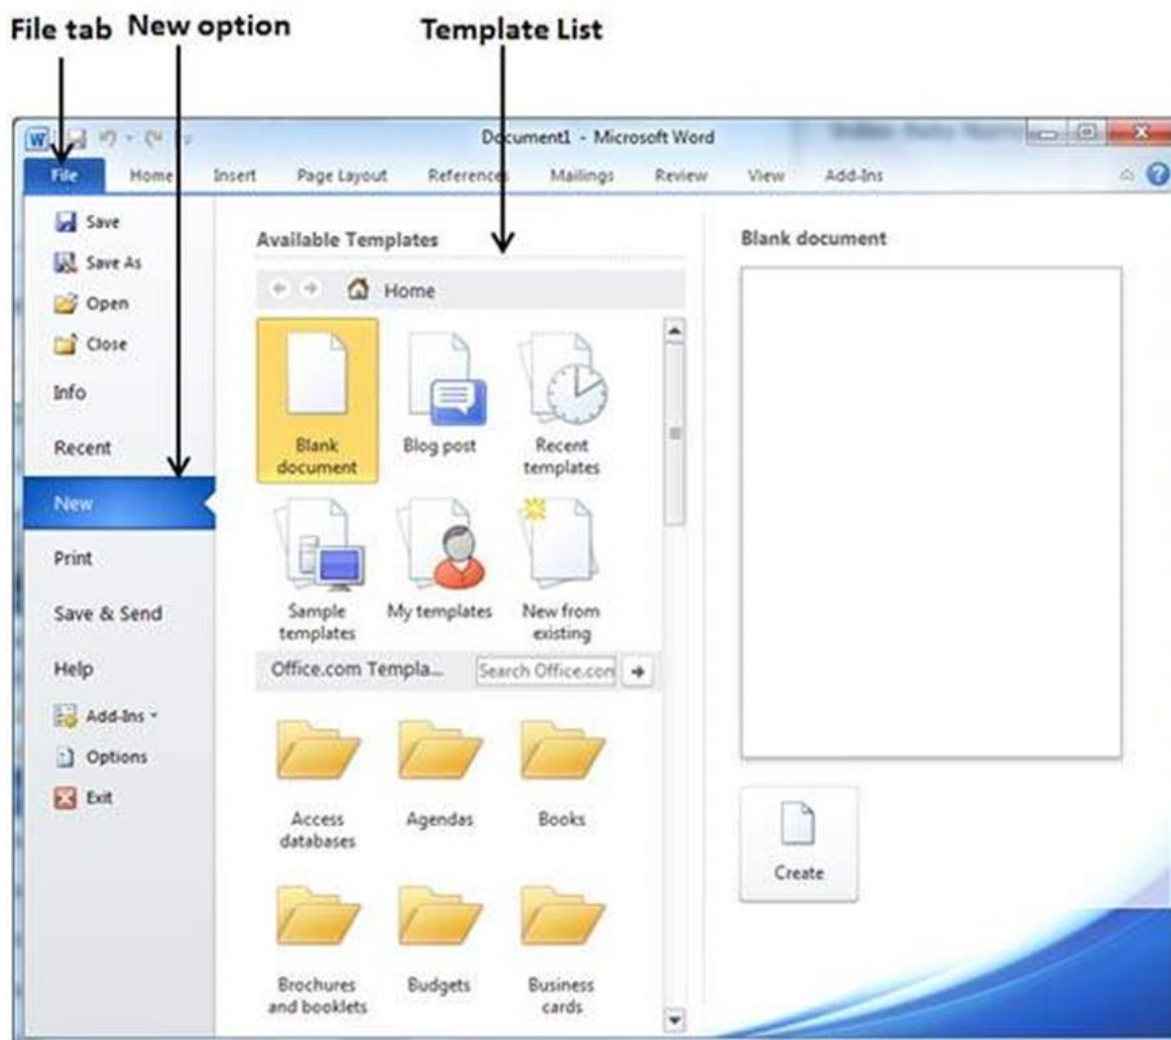 File tab New option Template List
W
Document1 - Microsoft Word
File Home Insert Page Layout References Mailings Review View Add-Ins
?
Save
Save As
Open
Close
Info
Recent
New
Print
Save & Send
Help
Add-Ins
Options
Exit
Available Templates
Home
Blank
document
Blog post
Recent
templates
Sample
templates
My templates
New from
existing
Office.com Templa... Search Office.com
Access
databases
Agendas
Books
Brochures
and booklets
Budgets
Business
cards
Blank document
Create